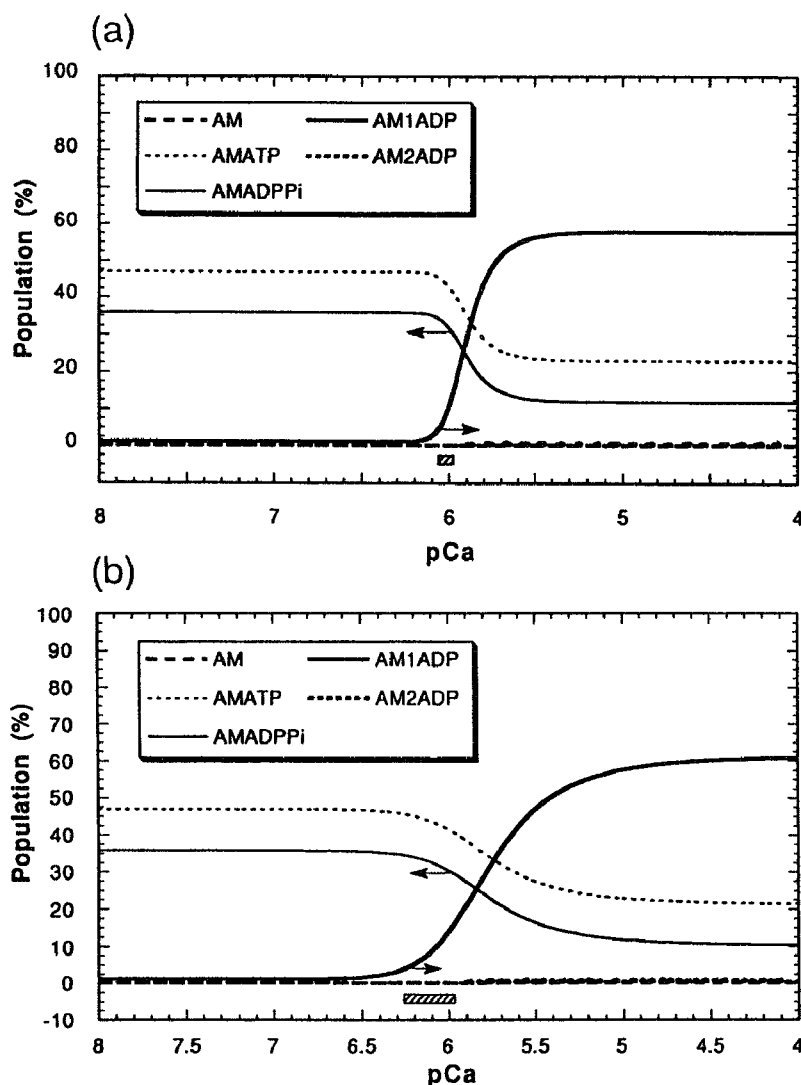 (a)
100
80
60
40
20
0
Population (%)
AM AM1ADP
AMATP AM2ADP
AMADPPi
8 7 6 5 4
pCa
(b)
100
90
80
70
60
50
40
30
20
10
0
-10
Population (%)
AM AM1ADP
AMATP AM2ADP
AMADPPi
8 7.5 7 6.5 6 5.5 5 4.5 4
pCa